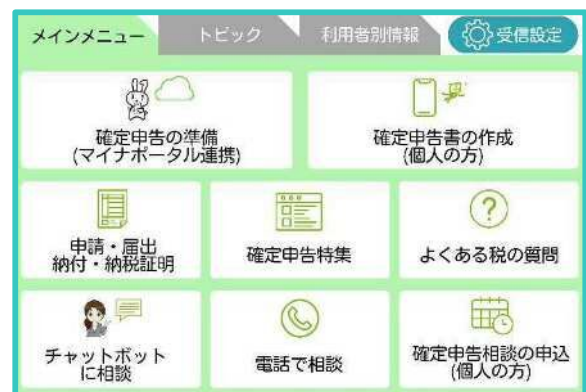 メインメニュー
トピック
利用者別情報
受信設定
確定申告の準備
(マイナポータル連携)
確定申告書の作成
(個人の方)
申請・届出
納付・納税証明
確定申告特集
よくある税の質問
チャットボット
に相談
電話で相談
確定申告相談の申込
(個人の方)